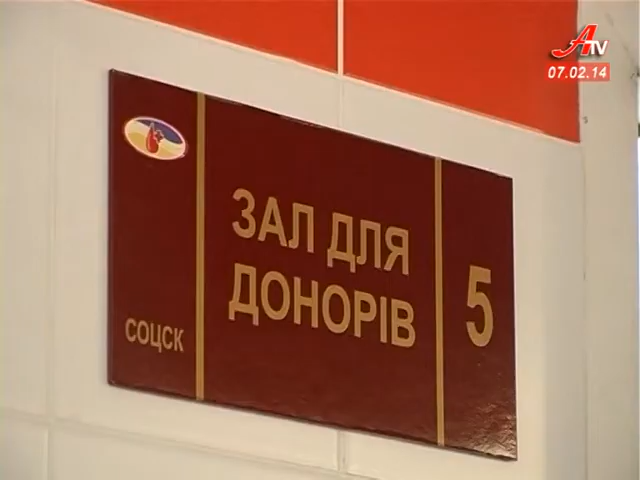 ATV
07.02.14
ЗАЛ ДЛЯ
ДОНОРІВ
5
СОЦСК